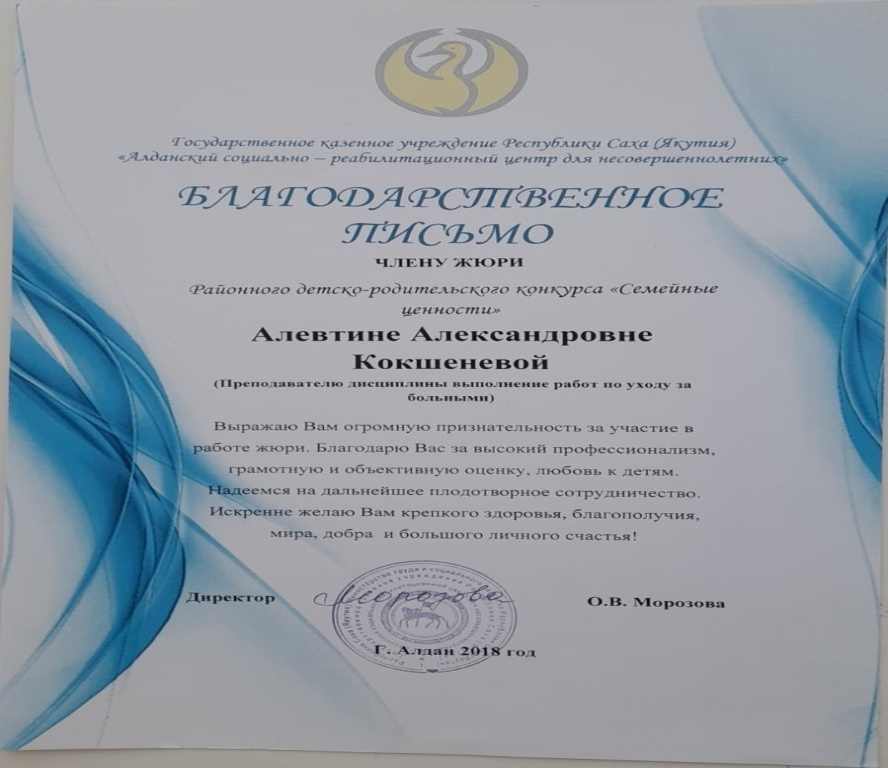 Государственное казенное учреждение Республики Саха (Якутия)
«Алданский социально – реабилитационный центр для несовершеннолетних»
БЛАГОДАРСТВЕННОЕ
ПИСЬМО
ЧЛЕНУ ЖЮРИ
Районного детско-родительского конкурса «Семейные
ценности»
Алевтине Александровне
Кокшеневой
(Преподавателю дисциплины выполнение работ по уходу за
больными)
Выражаю Вам огромную признательность за участие в
работе жюри. Благодарю Вас за высокий профессионализм,
грамотную и объективную оценку, любовь к детям.
Надеемся на дальнейшее плодотворное сотрудничество.
Искренне желаю Вам крепкого здоровья, благополучия,
мира, добра и большого личного счастья!
Директор Морозова О.В. Морозова
Г. Алдан 2018 год